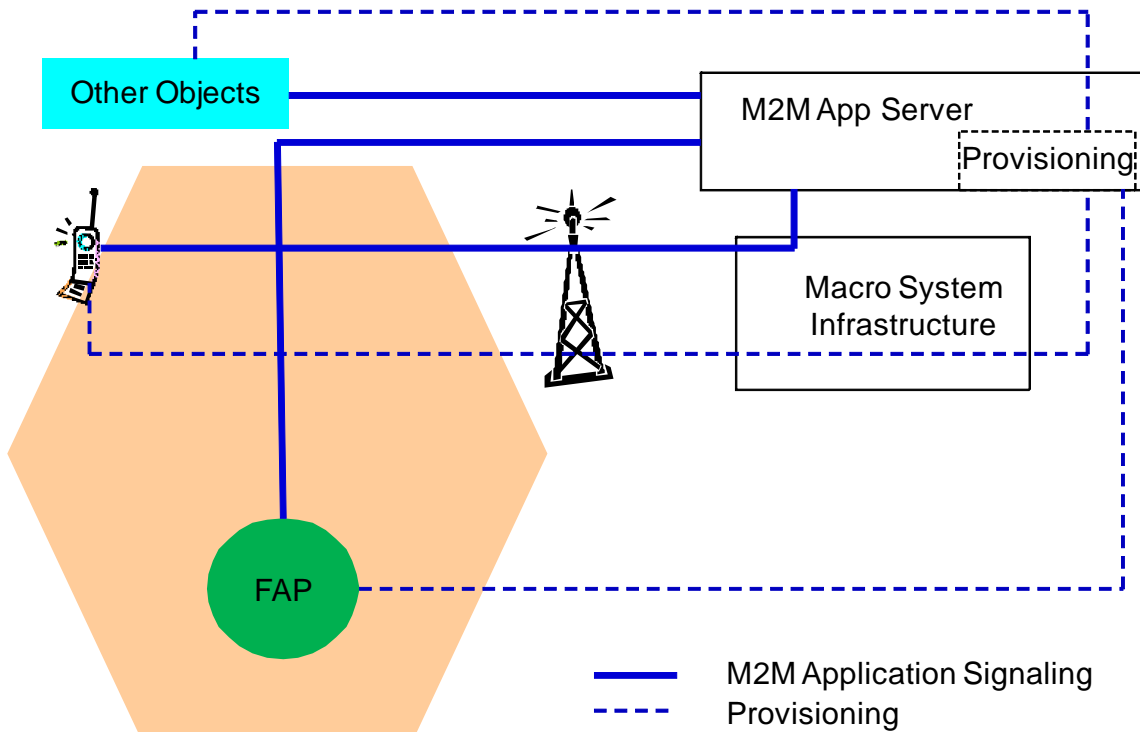 Other Objects
M2M App Server
Provisioning
Macro System
Infrastructure
FAP
M2M Application Signaling
Provisioning